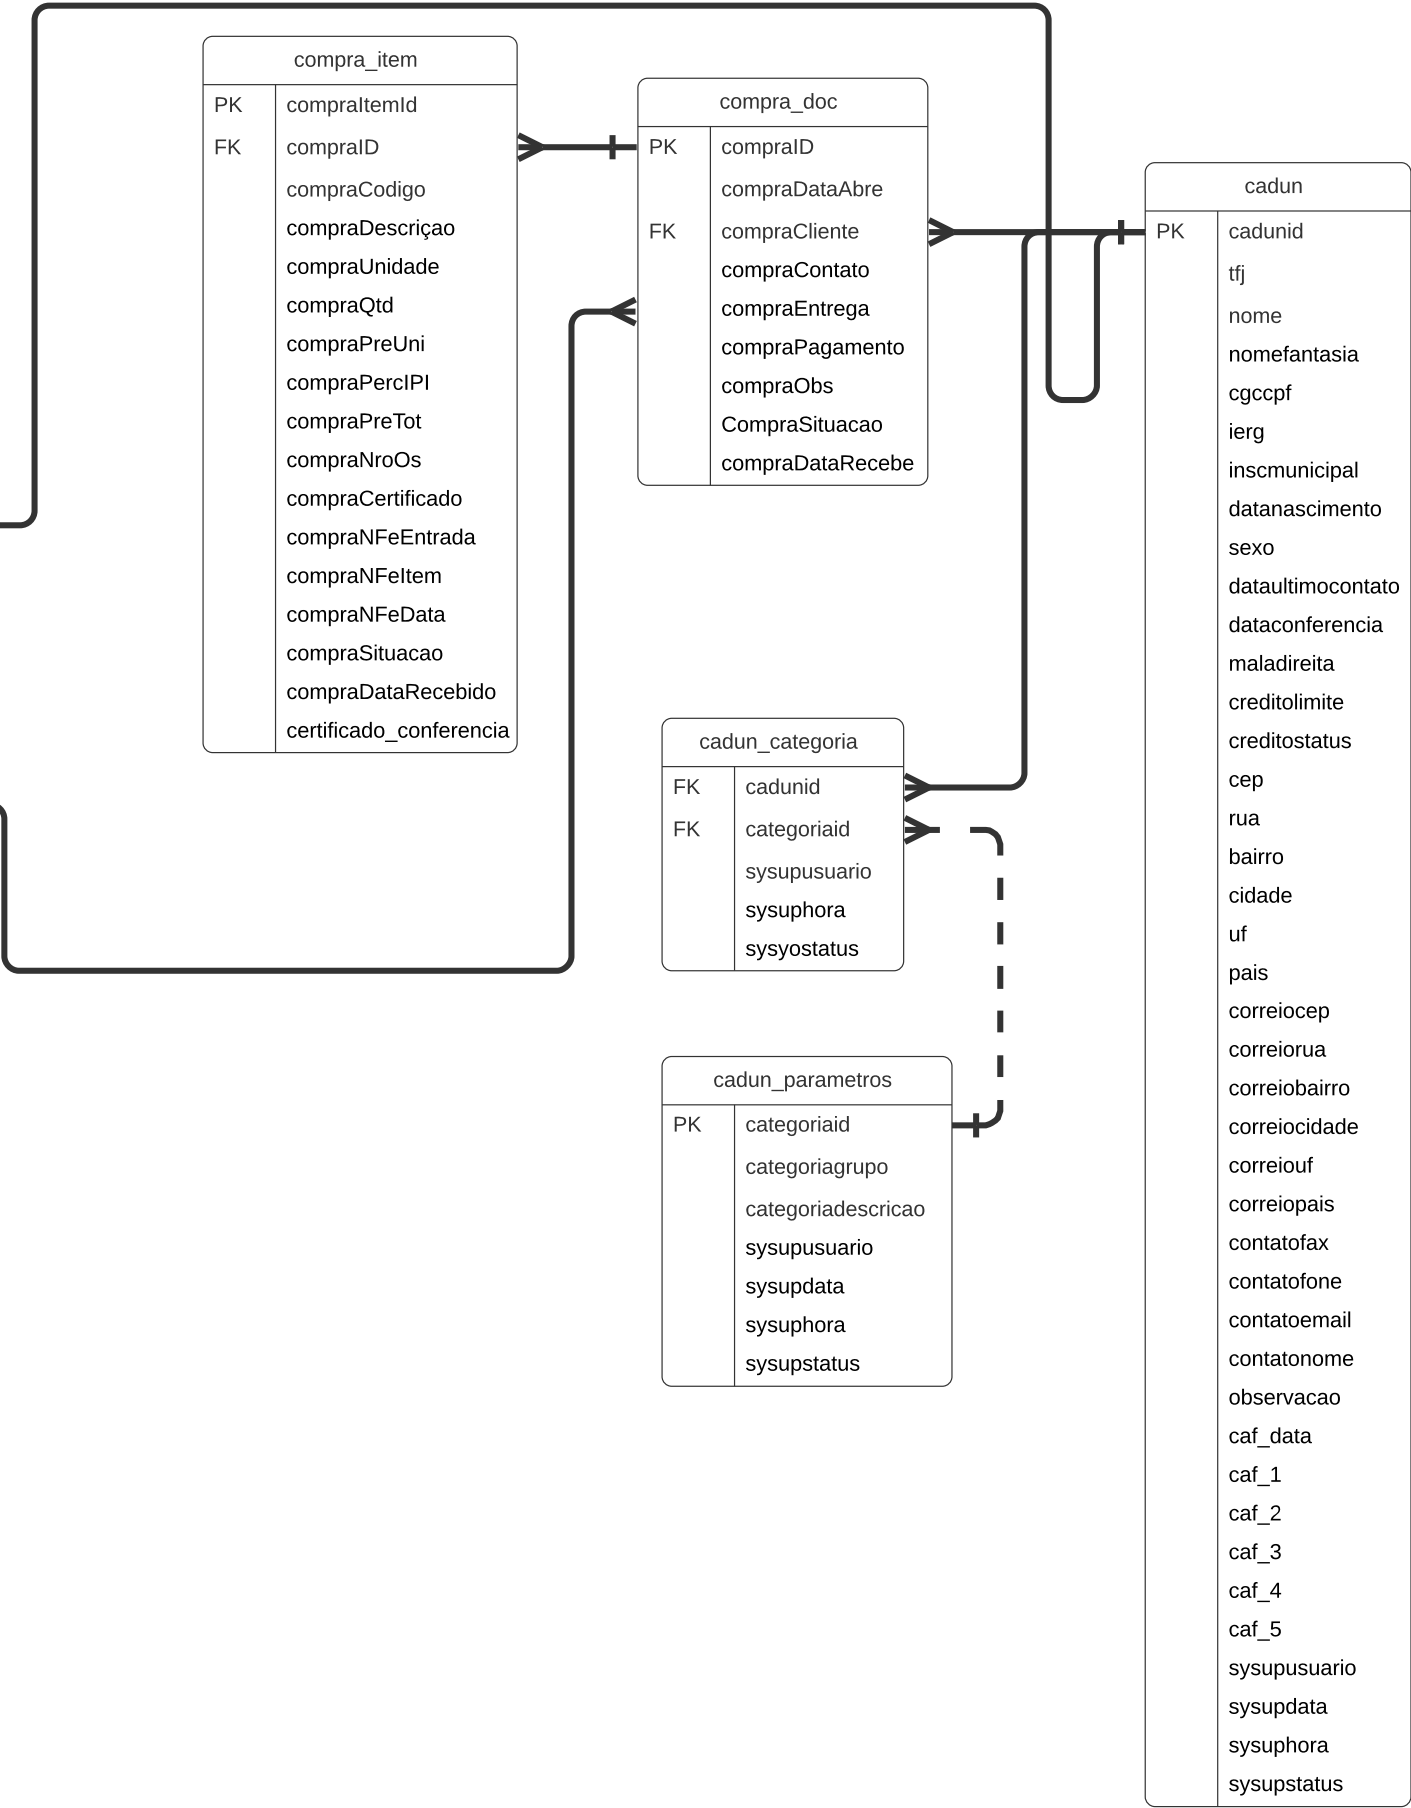 compra_item
PK compraItemId
FK compraID
compraCodigo
compraDescriçao
compraUnidade
compraQtd
compraPreUni
compraPercIPI
compraPreTot
compraNroOs
compraCertificado
compraNFeEntrada
compraNFeItem
compraNFeData
compraSituacao
compraDataRecebido
certificado_conferencia
compra_doc
PK compraID
compraDataAbre
FK compraCliente
compraContato
compraEntrega
compraPagamento
compraObs
CompraSituacao
compraDataRecebe
cadun_categoria
FK cadunid
FK categoriaid
sysupusuario
sysuphora
sysyostatus
cadun_parametros
PK categoriaid
categoriagrupo
categoriadescricao
sysupusuario
sysupdata
sysuphora
sysupstatus
cadun
PK cadunid
tfj
nome
nomefantasia
cgccpf
ierg
inscmunicipal
datanascimento
sexo
dataultimocontato
dataconferencia
maladireita
creditolimite
creditostatus
cep
rua
bairro
cidade
uf
pais
correiocep
correiorua
correiobairro
correiocidade
correiouf
correiopais
contatofax
contatofone
contatoemail
contatonome
observacao
caf_data
caf_1
caf_2
caf_3
caf_4
caf_5
sysupusuario
sysupdata
sysuphora
sysupstatus